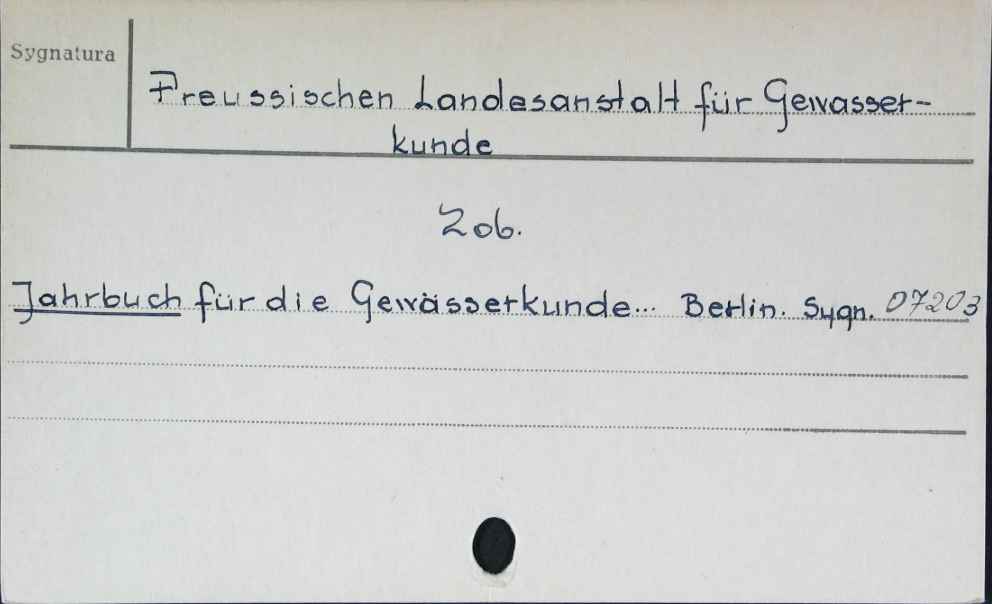 Sygnatura
Preussischen Landesanstalt für Gewasser-
kunde
Zob.
Jahrbuch für die Gewässerkunde... Berlin. Sygn. 07203